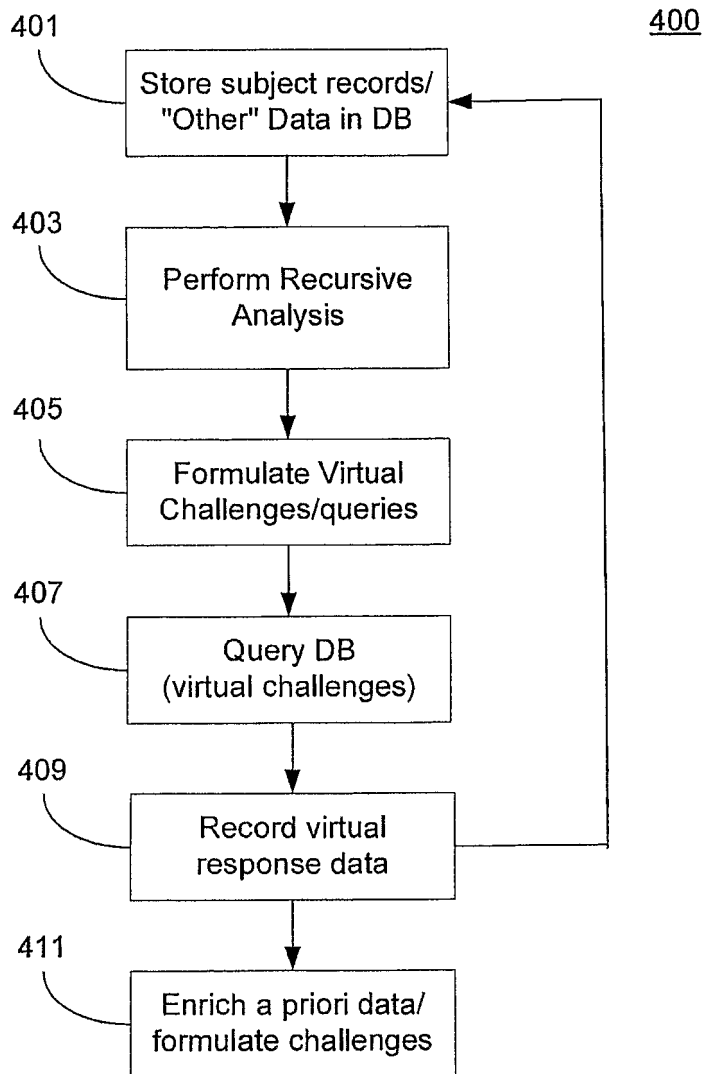 400
401
Store subject records/
"Other" Data in DB
403
Perform Recursive
Analysis
405
Formulate Virtual
Challenges/queries
407
Query DB
(virtual challenges)
409
Record virtual
response data
411
Enrich a priori data/
formulate challenges